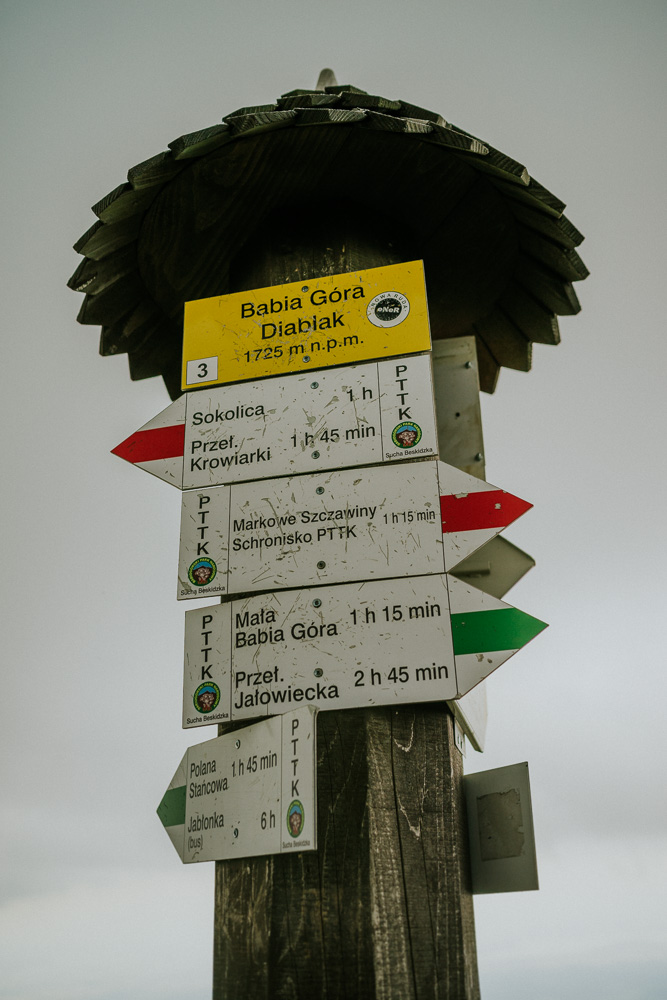 Babia Góra
Diablak
1725 m n.p.m.
3
eNeR
Sokolica 1 h
Przeł.
Krowiarki 1 h 45 min
PTTK
Sucha Beskidzka
PTTK
Sucha Beskidzka
Markowe Szczawiny
Schronisko PTTK
1 h 15 min
PTTK
Sucha Beskidzka
Mała
Babia Góra
1 h 15 min
Przeł.
Jałowiecka
2 h 45 min
Polana
Stańcowa
1 h 45 min
Jabłonka
(bus)
6 h
PTTK
Sucha Beskidzka